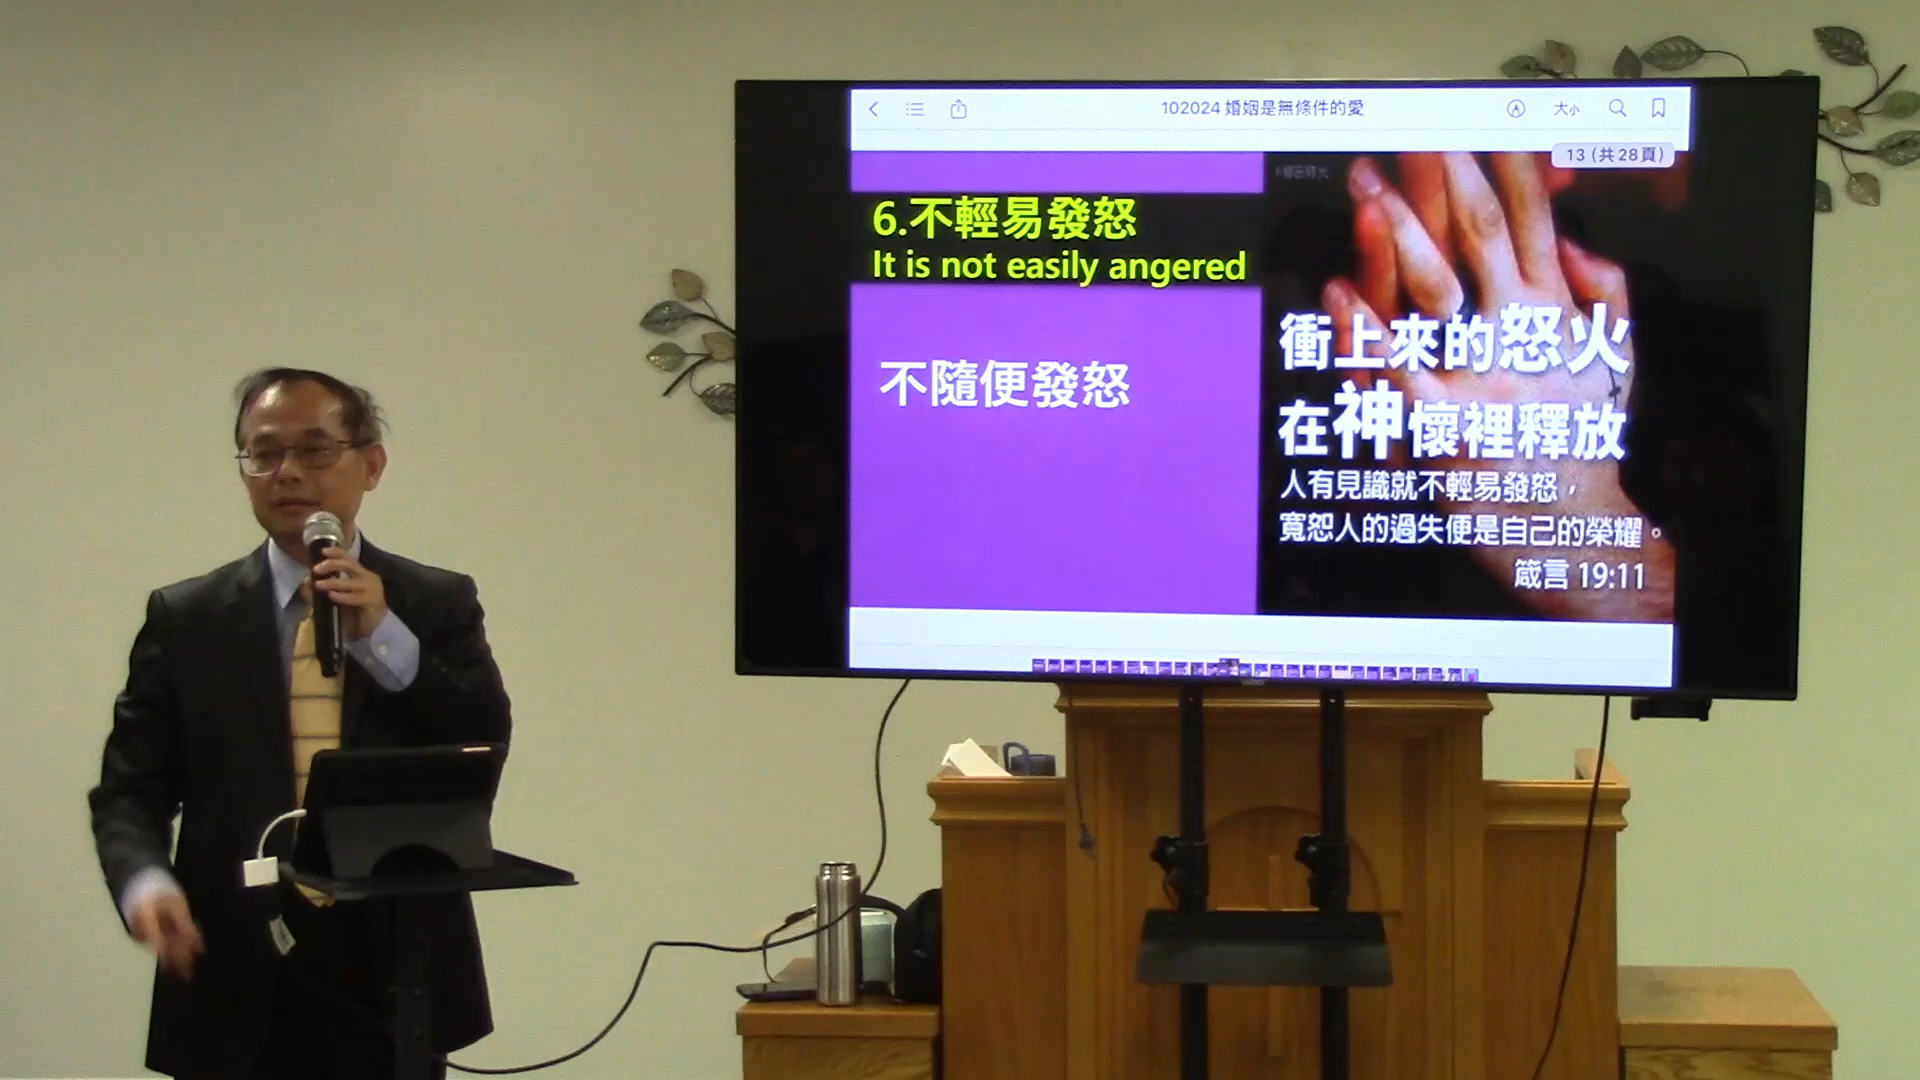 102024 婚姻是無條件的愛
大小
13 (共28頁)
6.不輕易發怒
It is not easily angered
不隨便發怒
衝上來的怒火
在神懷裡釋放
人有見識就不輕易發怒，
寬恕人的過失便是自己的榮耀。
箴言 19:11